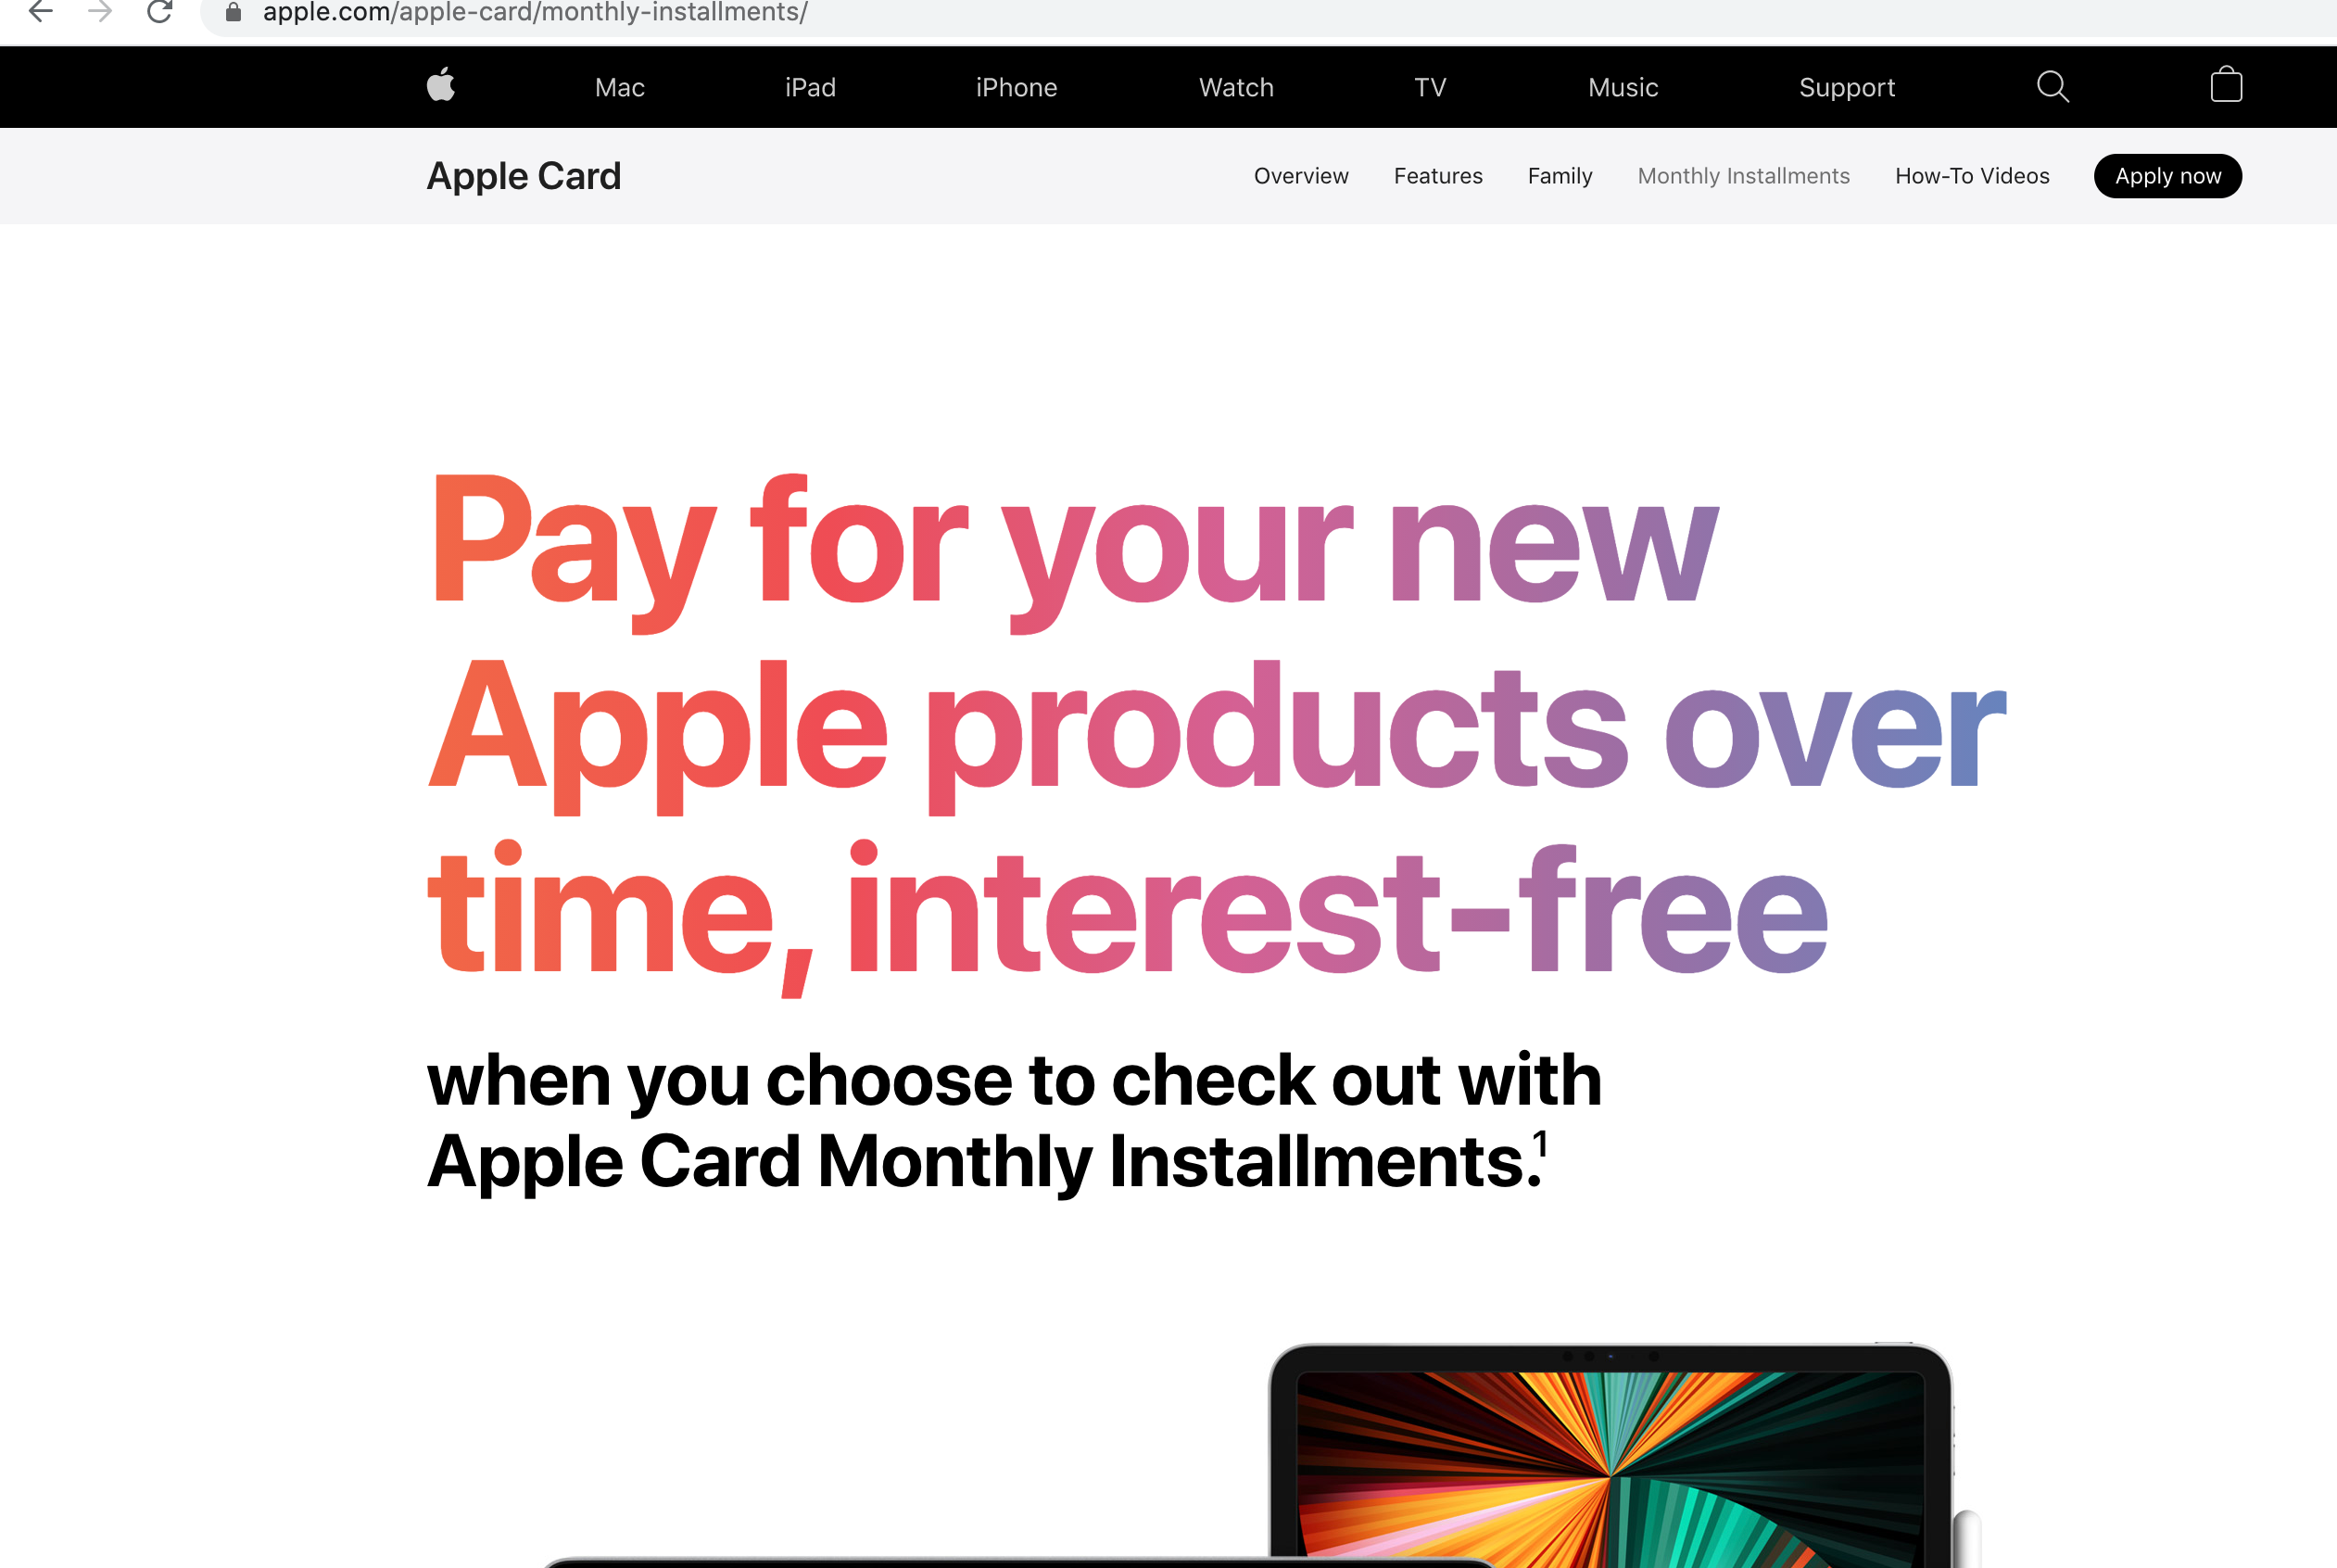 apple.com/apple-card/monthly-installments/
Mac iPad iPhone Watch TV Music Support
Apple Card Overview Features Family Monthly Installments How-To Videos Apply now
Pay for your new
Apple products over
time, interest-free
when you choose to check out with
Apple Card Monthly Installments.¹